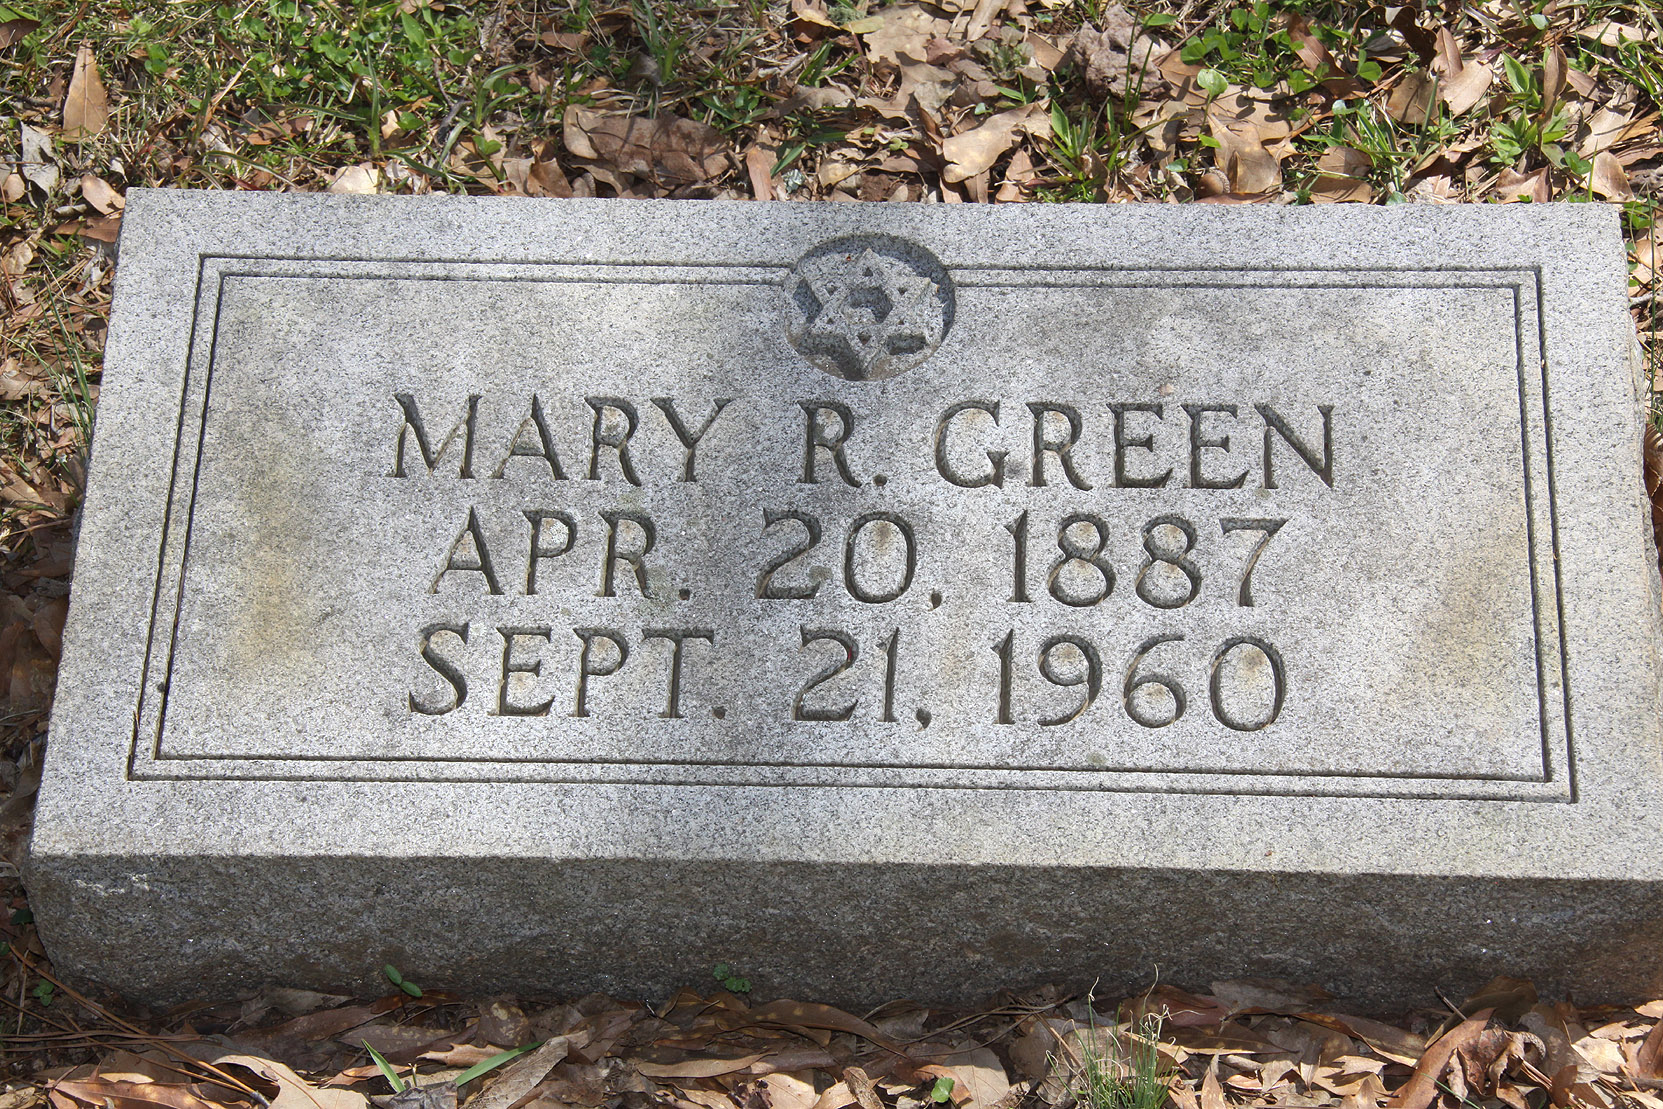 MARY R. GREEN
APR. 20, 1887
SEPT. 21, 1960